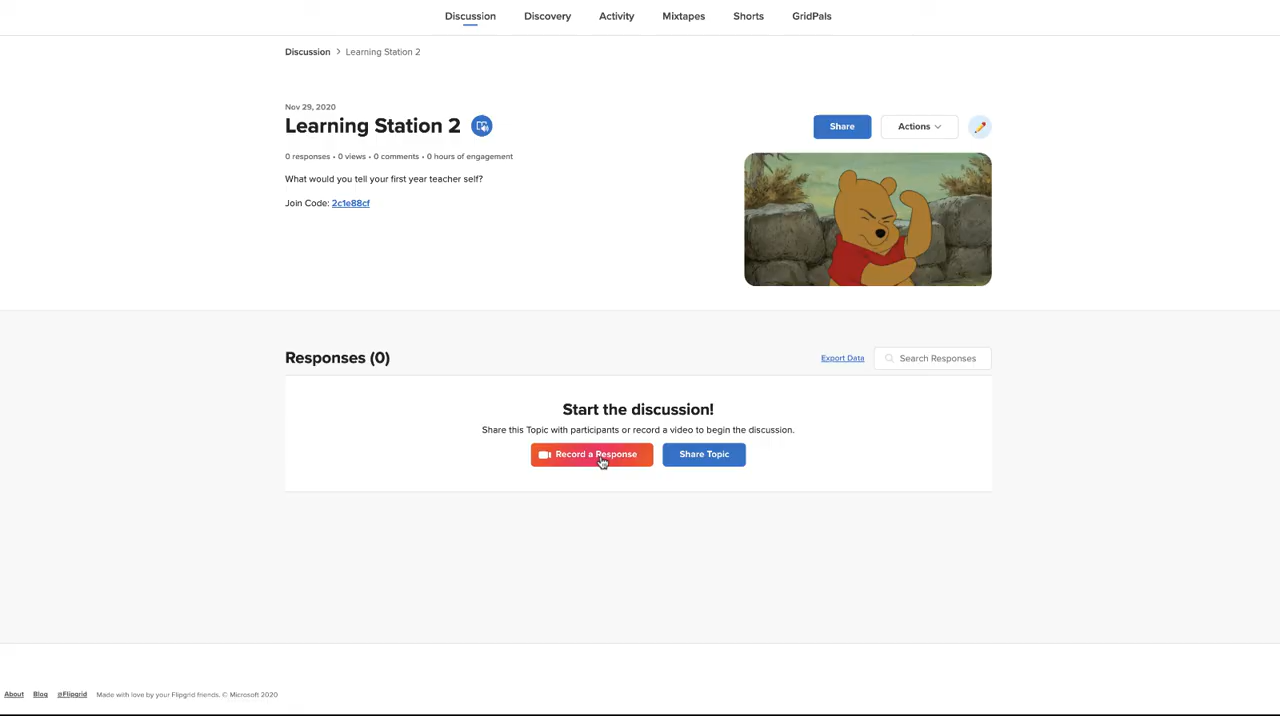 Discussion Discovery Activity Mixtapes Shorts GridPals
Discussion > Learning Station 2
Nov 29, 2020
Learning Station 2
Share Actions
0 responses • 0 views • 0 comments • 0 hours of engagement
What would you tell your first year teacher self?
Join Code: 2c1e88cf
Responses (0)
Export Data Search Responses
Start the discussion!
Share this Topic with participants or record a video to begin the discussion.
Record a Response Share Topic
About Blog @Flipgrid Made with love by your Flipgrid friends. © Microsoft 2020